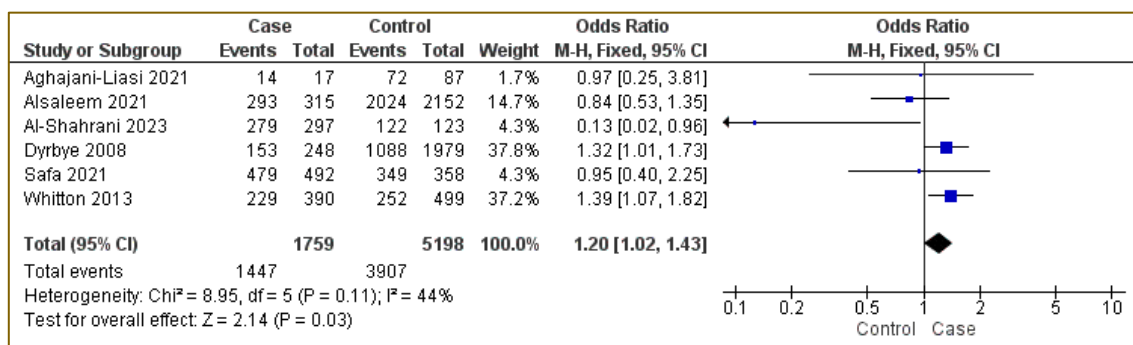 Case Control Odds Ratio Odds Ratio
Study or Subgroup Events Total Events Total Weight M-H, Fixed, 95% CI M-H, Fixed, 95% CI
Aghajani-Liasi 2021 14 17 72 87 1.7% 0.97 [0.25, 3.81]
Alsaleem 2021 293 315 2024 2152 14.7% 0.84 [0.53, 1.35]
Al-Shahrani 2023 279 297 122 123 4.3% 0.13 [0.02, 0.96]
Dyrbye 2008 153 248 1088 1979 37.8% 1.32 [1.01, 1.73]
Safa 2021 479 492 349 358 4.3% 0.95 [0.40, 2.25]
Whitton 2013 229 390 252 499 37.2% 1.39 [1.07, 1.82]
Total (95% CI) 1759 5198 100.0% 1.20 [1.02, 1.43]
Total events 1447 3907
Heterogeneity: Chi² = 8.95, df = 5 (P = 0.11); I² = 44%
Test for overall effect: Z = 2.14 (P = 0.03)
0.1 0.2 0.5 1 2 5 10
Control Case